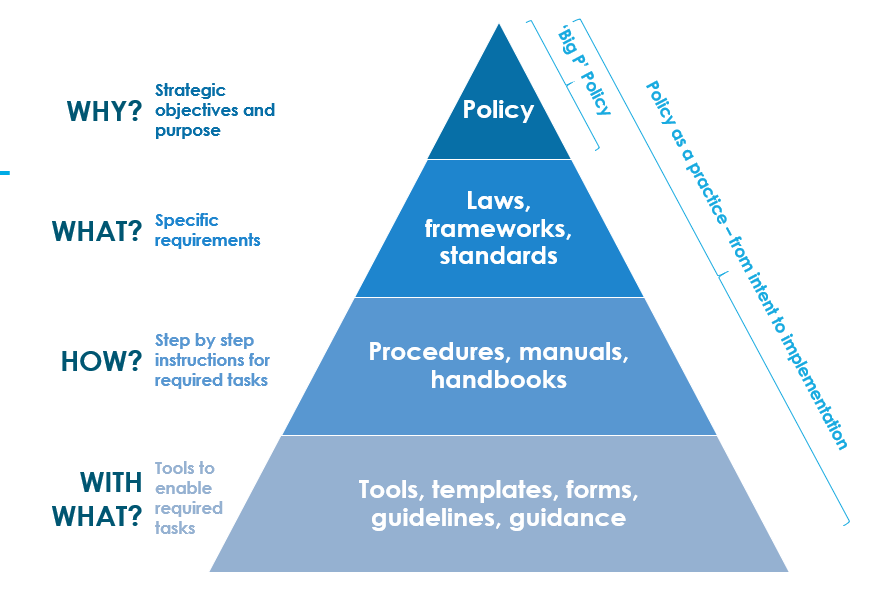 WHY?
Strategic
objectives and
purpose
Policy
'Big P' Policy
Policy as a practice – from intent to implementation
WHAT?
Specific
requirements
Laws,
frameworks,
standards
HOW?
Step by step
instructions for
required tasks
Procedures, manuals,
handbooks
WITH
WHAT?
Tools to
enable
required
tasks
Tools, templates, forms,
guidelines, guidance